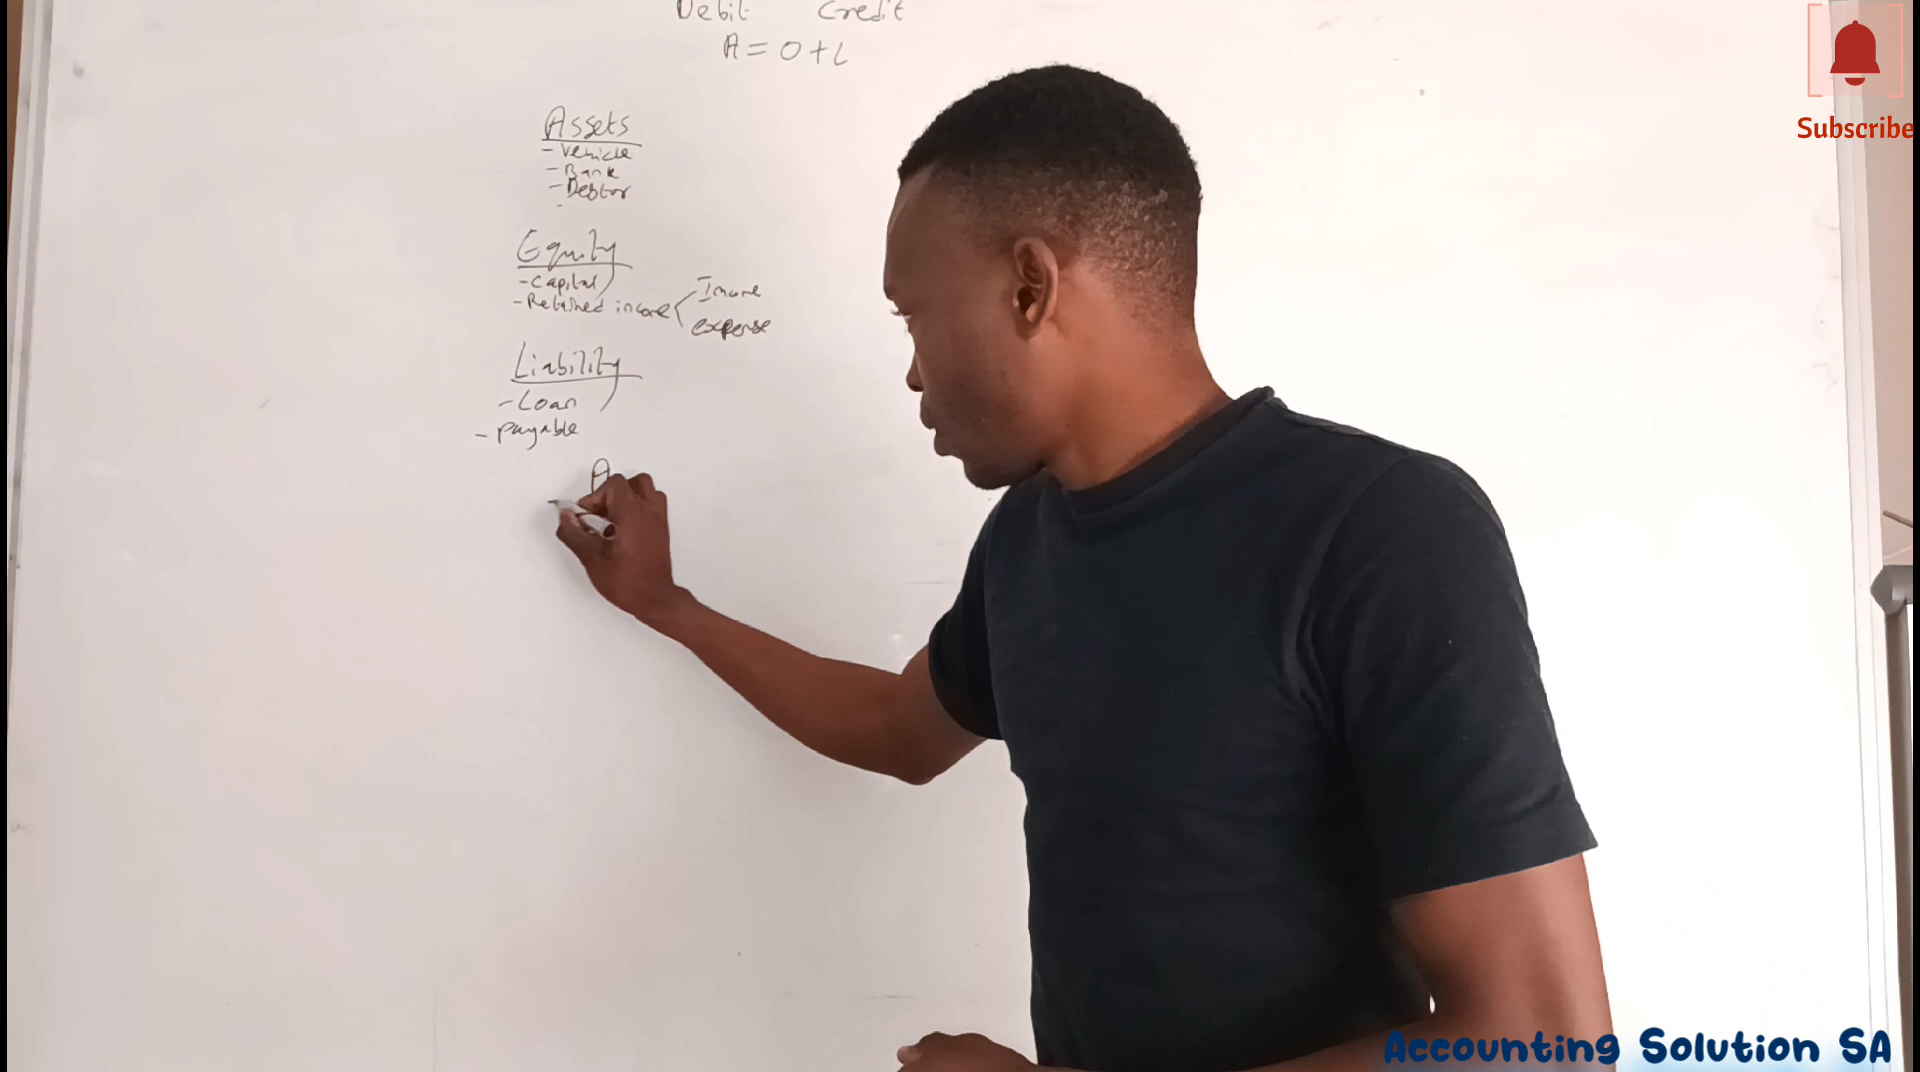 Debit Credit
A = O + L
Subscribe
Assets
- Vehicle
- Bank
- Debtor
Equity
- Capital
- Retained income < Income
expense
Liability
- Loan
- payable
A
Accounting Solution SA